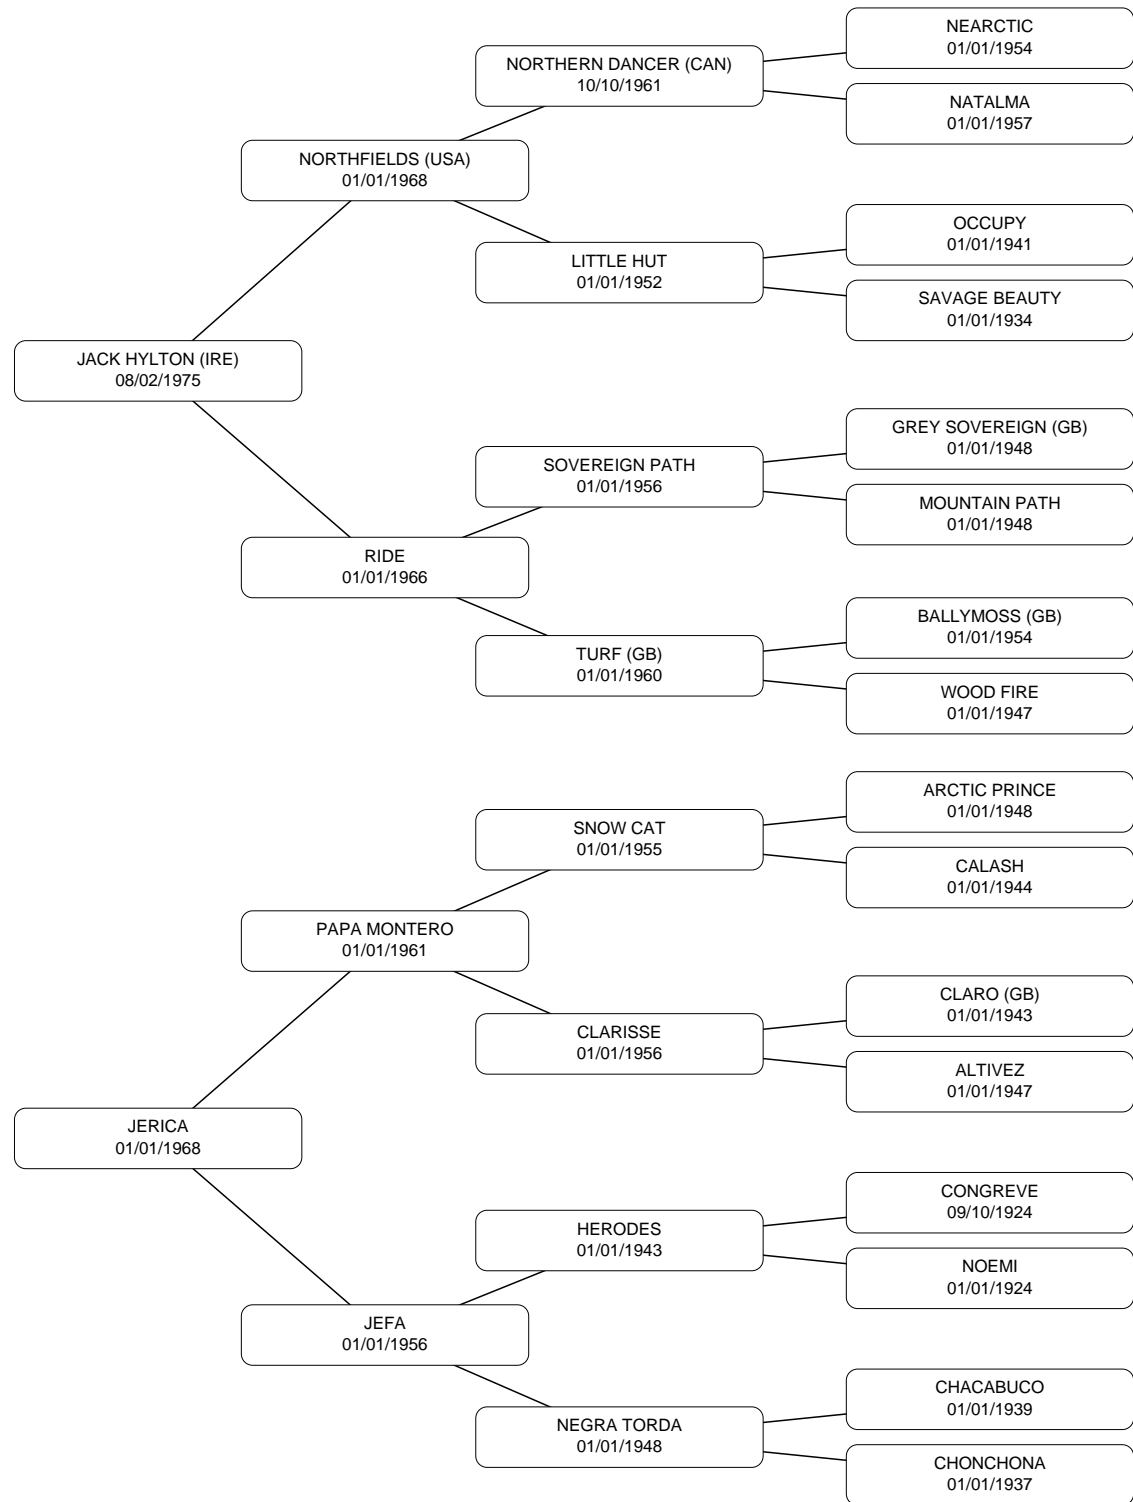 NEARCTIC
01/01/1954
NORTHERN DANCER (CAN)
10/10/1961
NATALMA
01/01/1957
NORTHFIELDS (USA)
01/01/1968
OCCUPY
01/01/1941
LITTLE HUT
01/01/1952
SAVAGE BEAUTY
01/01/1934
JACK HYLTON (IRE)
08/02/1975
GREY SOVEREIGN (GB)
01/01/1948
SOVEREIGN PATH
01/01/1956
MOUNTAIN PATH
01/01/1948
RIDE
01/01/1966
BALLYMOSS (GB)
01/01/1954
TURF (GB)
01/01/1960
WOOD FIRE
01/01/1947
ARCTIC PRINCE
01/01/1948
SNOW CAT
01/01/1955
CALASH
01/01/1944
PAPA MONTERO
01/01/1961
CLARO (GB)
01/01/1943
CLARISSE
01/01/1956
ALTIVEZ
01/01/1947
JERICA
01/01/1968
CONGREVE
09/10/1924
HERODES
01/01/1943
NOEMI
01/01/1924
JEFA
01/01/1956
CHACABUCO
01/01/1939
NEGRA TORDA
01/01/1948
CHONCHONA
01/01/1937